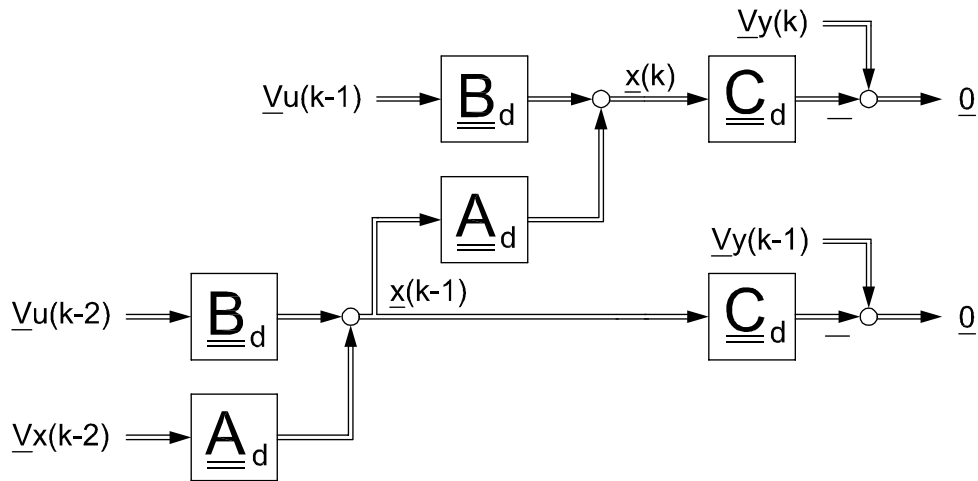 Vy(k)
Vu(k-1) Bd x(k) Cd 0
Ad
Vy(k-1)
Vu(k-2) Bd x(k-1) Cd 0
Vx(k-2) Ad